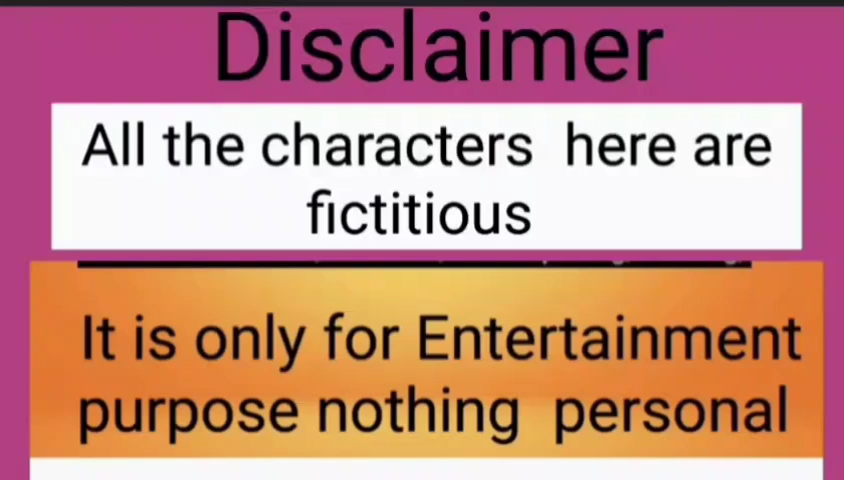 Disclaimer
All the characters here are
fictitious
It is only for Entertainment
purpose nothing personal